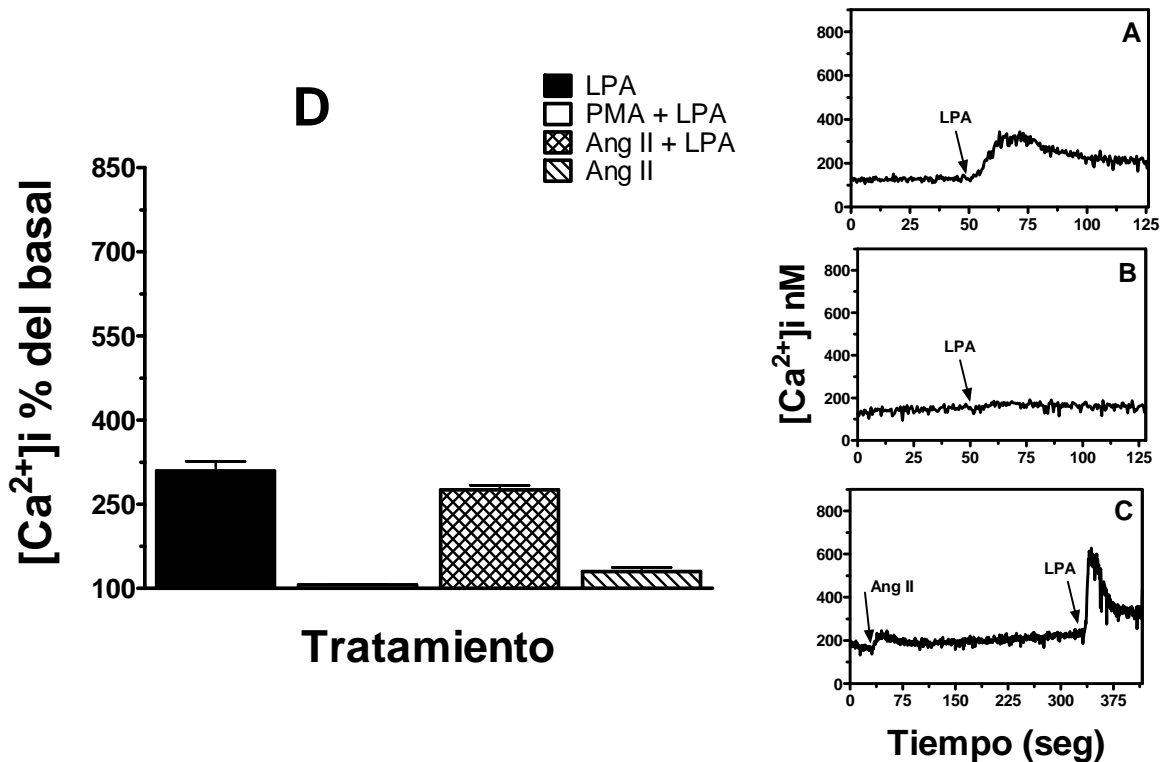 D
LPA
PMA + LPA
Ang II + LPA
Ang II
[Ca2+]i % del basal
850
700
550
400
250
100
Tratamiento
A
800
600
400
200
0
LPA
0 25 50 75 100 125
[Ca2+]i nM
B
800
600
400
200
0
LPA
0 25 50 75 100 125
C
800
600
400
200
0
Ang II
LPA
0 75 150 225 300 375
Tiempo (seg)